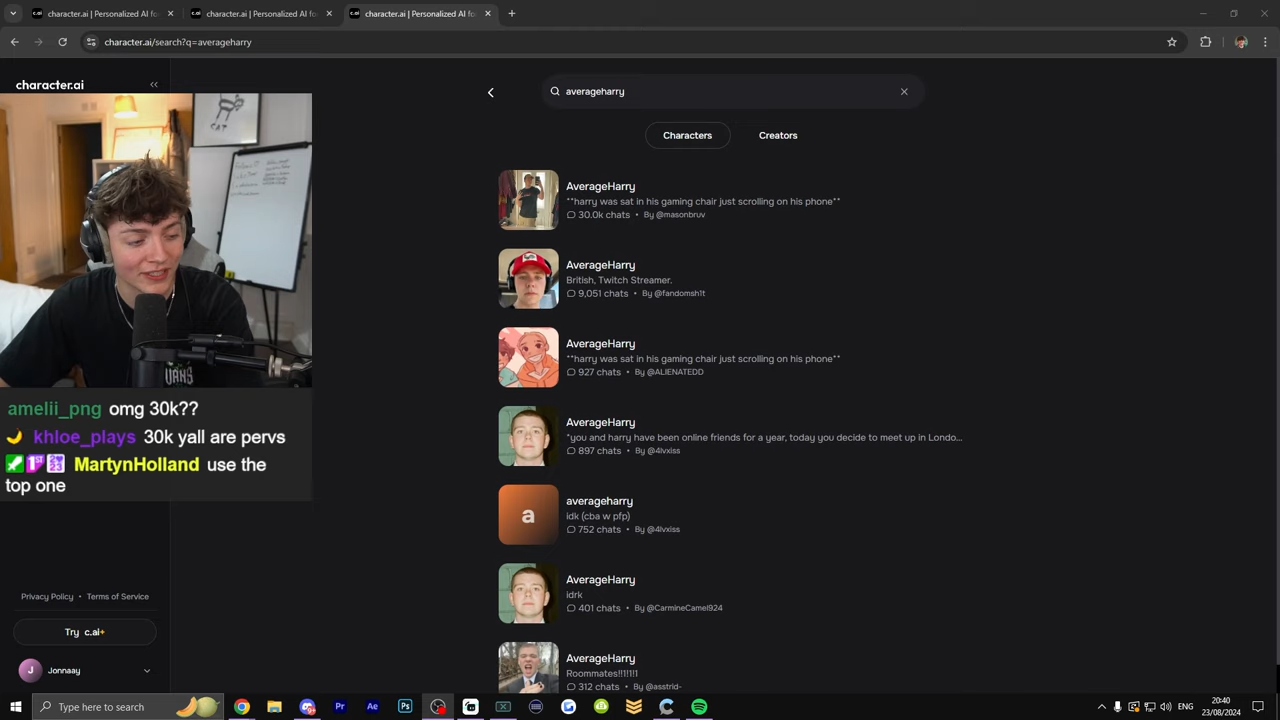 character.ai | Personalized AI fo
character.ai | Personalized AI fo
character.ai | Personalized AI fo
character.ai/search?q=averageharry
character.ai
averageharry
Characters
Creators
AverageHarry
**harry was sat in his gaming chair just scrolling on his phone**
30.0k chats • By @masonbruv
AverageHarry
British, Twitch Streamer.
9,051 chats • By @fandomsh1t
AverageHarry
**harry was sat in his gaming chair just scrolling on his phone**
927 chats • By @ALIENATEDD
AverageHarry
*you and harry have been online friends for a year, today you decide to meet up in Londo...
897 chats • By @4lvxiss
a
averageharry
idk (cba w pfp)
752 chats • By @4lvxiss
AverageHarry
idrk
401 chats • By @CarmineCamel924
AverageHarry
Roommates!!1!1!1
312 chats • By @asstrid-
CAT
amelii_png omg 30k??
khloe_plays 30k yall are pervs
MartynHolland use the
top one
Privacy Policy • Terms of Service
Try c.ai+
J Jonnaay
Type here to search
Pr
Ae
Ps
ENG
20:40
23/08/2024